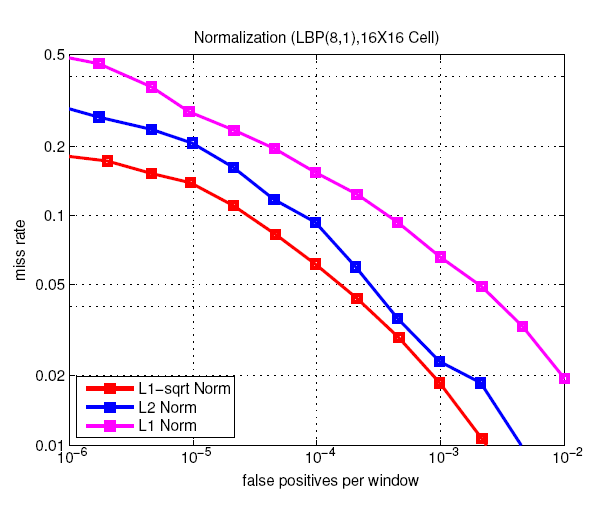 Normalization (LBP(8,1),16X16 Cell)
0.5
0.2
0.1
0.05
0.02
0.01
miss rate
L1-sqrt Norm
L2 Norm
L1 Norm
10^-6 10^-5 10^-4 10^-3 10^-2
false positives per window